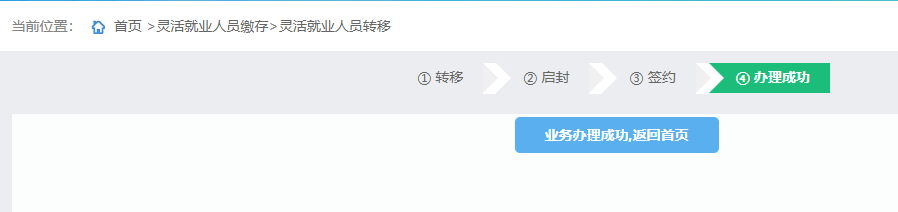 当前位置： 首页 >灵活就业人员缴存>灵活就业人员转移
① 转移 ② 启封 ③ 签约 ④ 办理成功
业务办理成功,返回首页